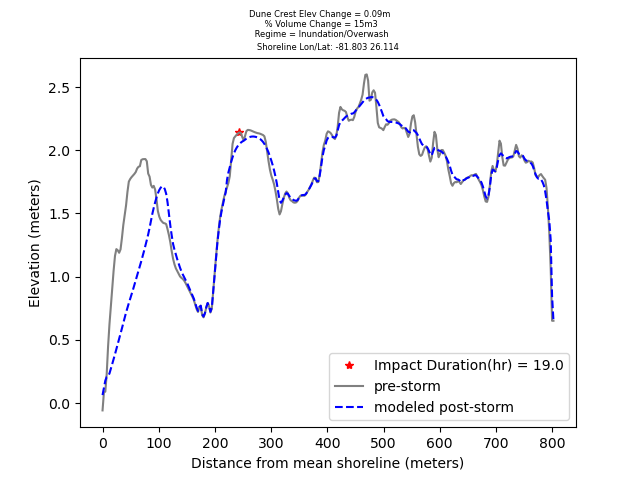 Dune Crest Elev Change = 0.09m
% Volume Change = 15m3
Regime = Inundation/Overwash
Shoreline Lon/Lat: -81.803 26.114
2.5
2.0
1.5
1.0
0.5
0.0
Elevation (meters)
Impact Duration(hr) = 19.0
pre-storm
modeled post-storm
0 100 200 300 400 500 600 700 800
Distance from mean shoreline (meters)